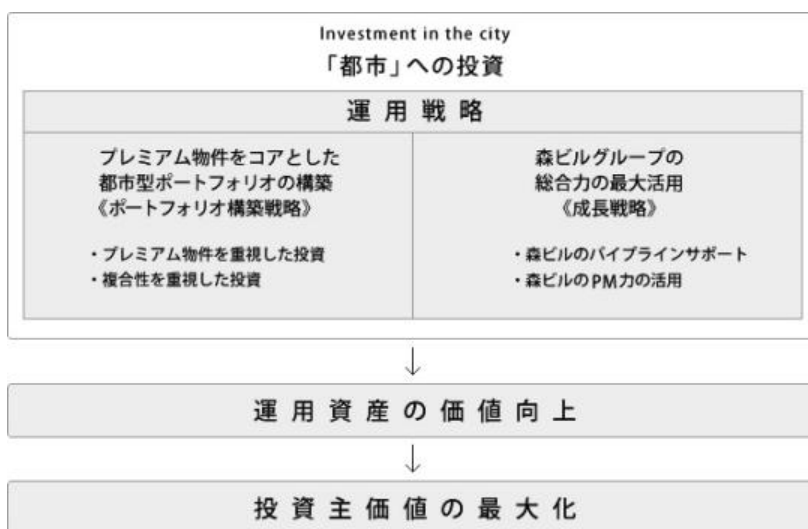 Investment in the city
「都市」への投資
運用戦略
プレミアム物件をコアとした
都市型ポートフォリオの構築
《ポートフォリオ構築戦略》
・プレミアム物件を重視した投資
・複合性を重視した投資
森ビルグループの
総合力の最大活用
《成長戦略》
・森ビルのパイプラインサポート
・森ビルのPM力の活用
↓
運用資産の価値向上
↓
投資主価値の最大化